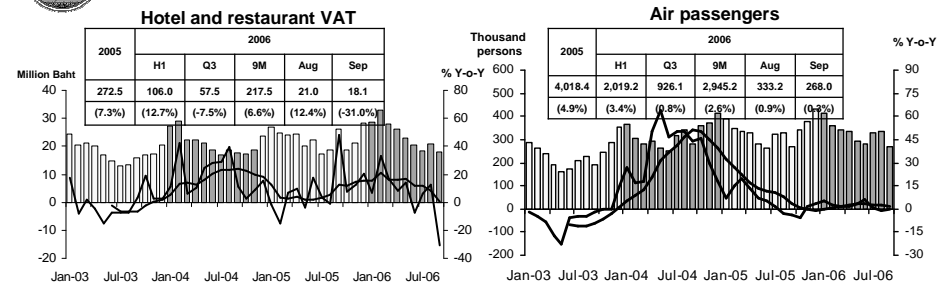 Hotel and restaurant VAT
2005 2006
H1 Q3 9M Aug Sep
272.5 106.0 57.5 217.5 21.0 18.1
(7.3%) (12.7%) (-7.5%) (6.6%) (12.4%) (-31.0%)
Million Baht
% Y-o-Y
40
30
20
10
0
-10
-20
80
60
40
20
0
-20
-40
Jan-03 Jul-03 Jan-04 Jul-04 Jan-05 Jul-05 Jan-06 Jul-06
Air passengers
2005 2006
H1 Q3 9M Aug Sep
4,018.4 2,019.2 926.1 2,945.2 333.2 268.0
(4.9%) (3.4%) (0.8%) (2.6%) (0.9%) (0.3%)
Thousand
persons
% Y-o-Y
600
500
400
300
200
100
0
-100
-200
90
75
60
45
30
15
0
-15
-30
Jan-03 Jul-03 Jan-04 Jul-04 Jan-05 Jul-05 Jan-06 Jul-06